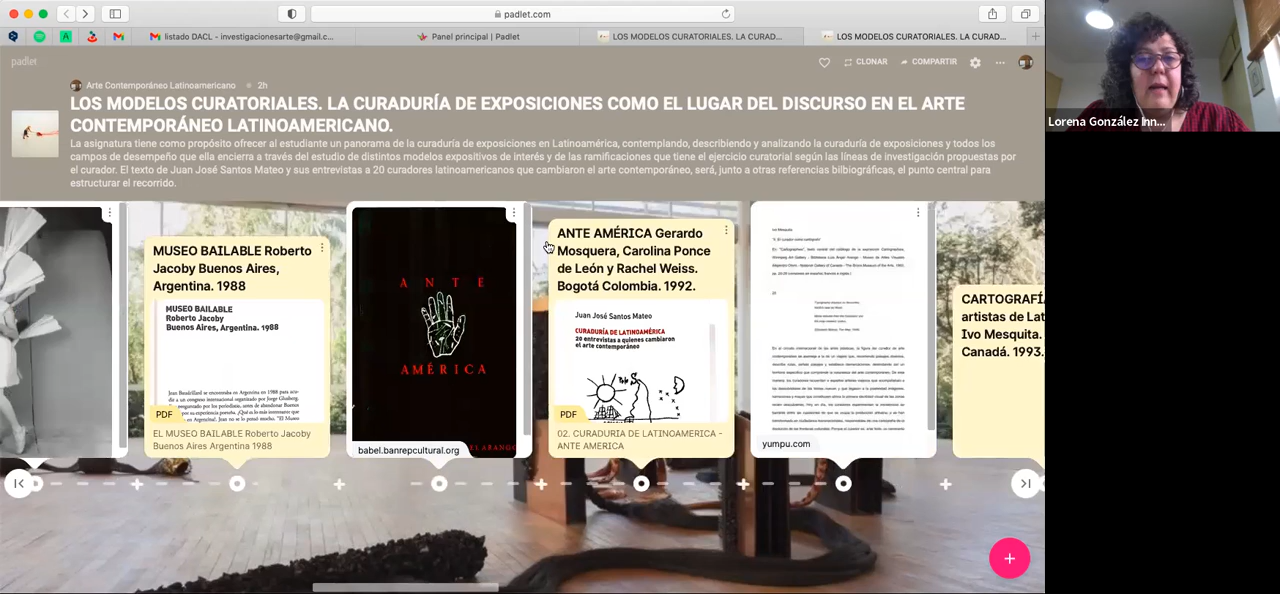 padlet.com
listado DACL - investigacionesarte@gmail.c...
Panel principal | Padlet
LOS MODELOS CURATORIALES. LA CURAD...
LOS MODELOS CURATORIALES. LA CURAD...
padlet
CLONAR
COMPARTIR
Arte Contemporáneo Latinoamericano
2h
LOS MODELOS CURATORIALES. LA CURADURÍA DE EXPOSICIONES COMO EL LUGAR DEL DISCURSO EN EL ARTE
CONTEMPORÁNEO LATINOAMERICANO.
La asignatura tiene como propósito ofrecer al estudiante un panorama de la curaduría de exposiciones en Latinoamérica, contemplando, describiendo y analizando la curaduría de exposiciones y todos los
campos de desempeño que ella encierra a través del estudio de distintos modelos expositivos de interés y de las ramificaciones que tiene el ejercicio curatorial según las líneas de investigación propuestas por
el curador. El texto de Juan José Santos Mateo y sus entrevistas a 20 curadores latinoamericanos que cambiaron el arte contemporáneo, será, junto a otras referencias bilbiográficas, el punto central para
estructurar el recorrido.
Lorena González Inn...
MUSEO BAILABLE Roberto
Jacoby Buenos Aires,
Argentina. 1988
MUSEO BAILABLE
Roberto Jacoby
Buenos Aires, Argentina. 1988
PDF
EL MUSEO BAILABLE Roberto Jacoby
Buenos Aires Argentina 1988
ANTE
AMÉRICA
EL ARANGO
babel.banrepcultural.org
ANTE AMÉRICA Gerardo
Mosquera, Carolina Ponce
de León y Rachel Weiss.
Bogotá Colombia. 1992.
Juan José Santos Mateo
CURADURÍA DE LATINOAMÉRICA
20 entrevistas a quienes cambiaron
el arte contemporáneo
PDF
02. CURADURIA DE LATINOAMERICA -
ANTE AMERICA
Ivo Mesquita
yumpu.com
CARTOGRAFÍA
artistas de Lat
Ivo Mesquita.
Canadá. 1993.